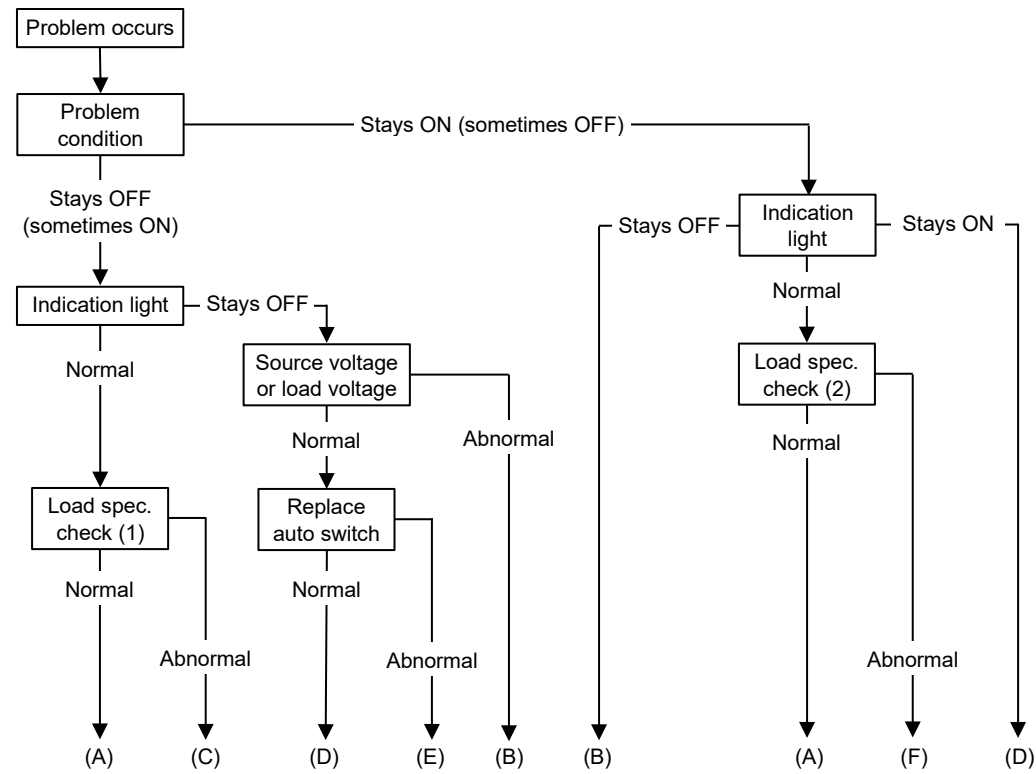 Problem occurs
Problem
condition
Stays ON (sometimes OFF)
Stays OFF
(sometimes ON)
Indication
light
Stays OFF
Stays ON
Normal
Indication light
Stays OFF
Normal
Source voltage
or load voltage
Normal
Abnormal
Load spec.
check (2)
Normal
Load spec.
check (1)
Replace
auto switch
Normal
Normal
Abnormal
Abnormal
Abnormal
(A)
(C)
(D)
(E)
(B)
(B)
(A)
(F)
(D)